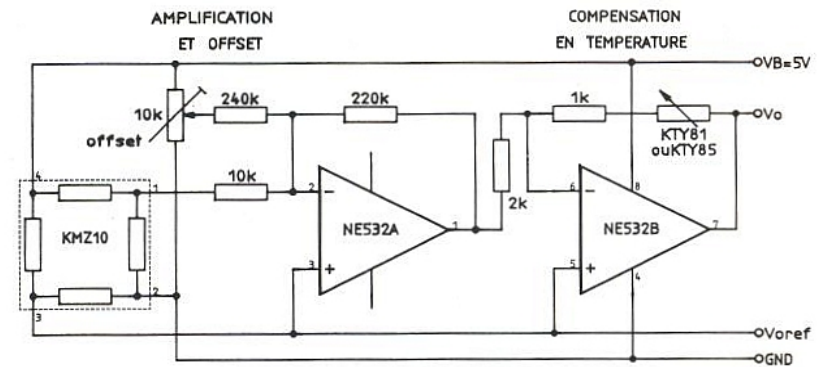 AMPLIFICATION
ET OFFSET
COMPENSATION
EN TEMPERATURE
VB=5V
10k
240k
220k
1k
Vo
offset
KTY81
ouKTY85
4
1
10k
2
6
8
KMZ10
NE532A
1
2k
NE532B
7
3
5
4
2
3
Voref
GND